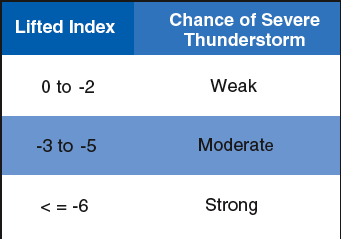 Lifted Index
Chance of Severe
Thunderstorm
0 to -2
Weak
-3 to -5
Moderate
< = -6
Strong